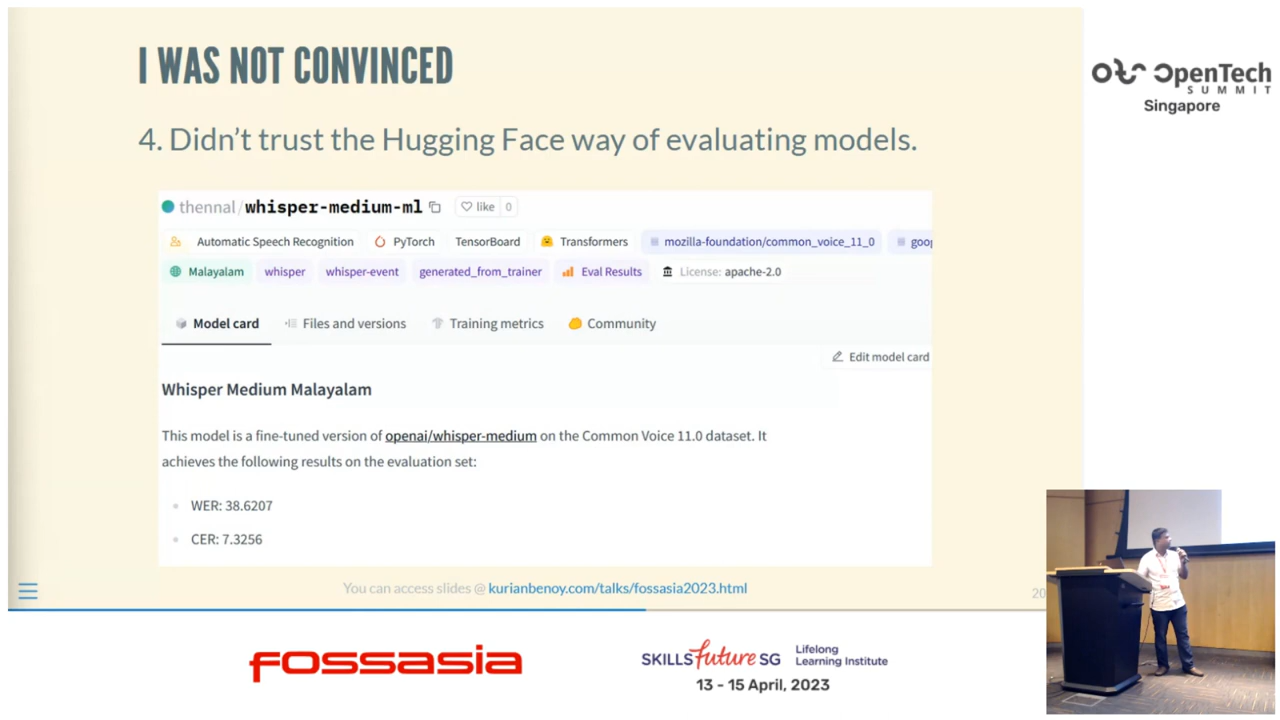 I WAS NOT CONVINCED
4. Didn't trust the Hugging Face way of evaluating models.
thennal/whisper-medium-ml like 0
Automatic Speech Recognition PyTorch TensorBoard Transformers mozilla-foundation/common_voice_11_0
Malayalam whisper whisper-event generated_from_trainer Eval Results License: apache-2.0
Model card Files and versions Training metrics Community
Edit model card
Whisper Medium Malayalam
This model is a fine-tuned version of openai/whisper-medium on the Common Voice 11.0 dataset. It
achieves the following results on the evaluation set:
WER: 38.6207
CER: 7.3256
You can access slides @ kurianbenoy.com/talks/fossasia2023.html
OpenTech
SUMMIT
Singapore
FOSSASIA
SKILLS future SG
Lifelong
Learning Institute
13 - 15 April, 2023